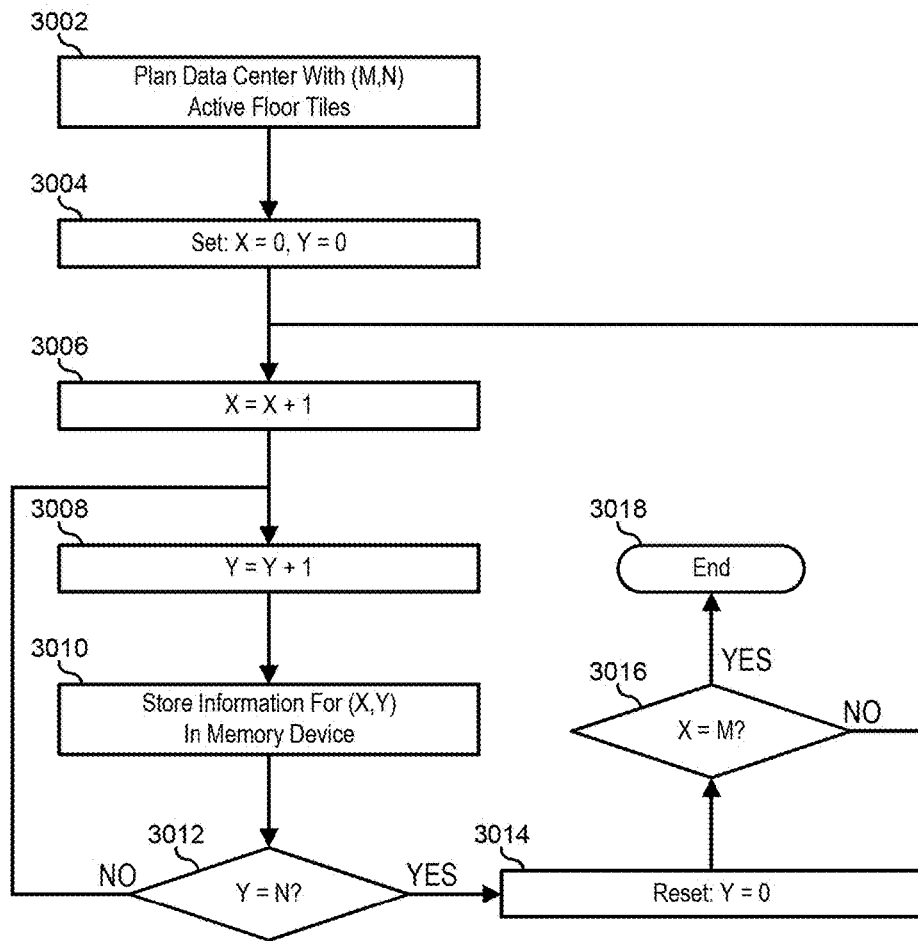 3002
Plan Data Center With (M,N)
Active Floor Tiles
3004
Set: X = 0, Y = 0
3006
X = X + 1
3008
Y = Y + 1
3010
Store Information For (X,Y)
In Memory Device
3012
Y = N?
NO
YES
3014
Reset: Y = 0
3016
X = M?
YES
NO
3018
End